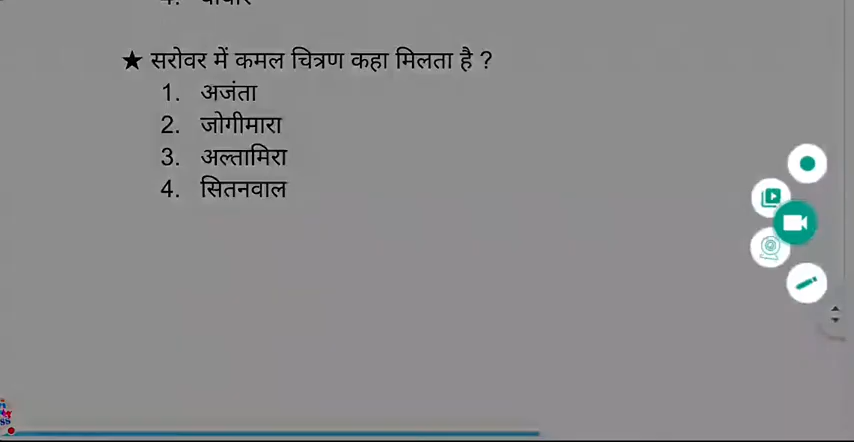 ★ सरोवर में कमल चित्रण कहा मिलता है ?
1. अजंता
2. जोगीमारा
3. अल्तामिरा
4. सितनवाल